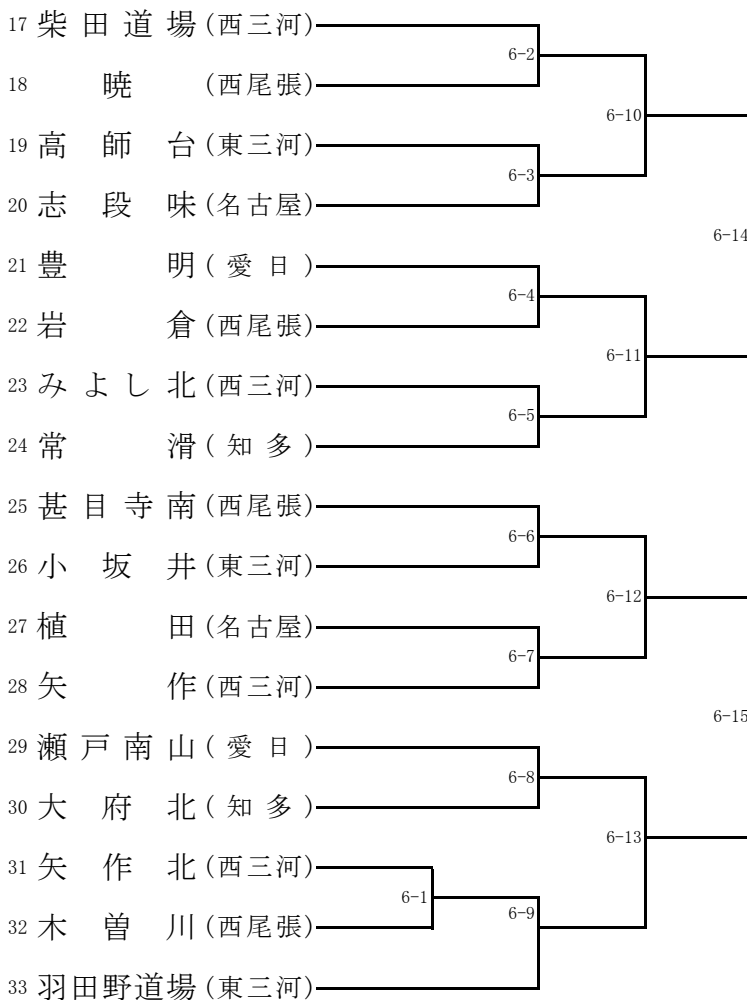 17 柴田道場(西三河)
6-2
18 暁 (西尾張)
6-10
19 高師台(東三河)
6-3
20 志段味(名古屋)
6-14
21 豊明(愛日)
6-4
22 岩倉(西尾張)
6-11
23 みよし北(西三河)
6-5
24 常滑(知多)
25 甚目寺南(西尾張)
6-6
26 小坂井(東三河)
6-12
27 植田(名古屋)
6-7
28 矢作(西三河)
6-15
29 瀬戸南山(愛日)
6-8
30 大府北(知多)
6-13
31 矢作北(西三河)
6-1
6-9
32 木曽川(西尾張)
33 羽田野道場(東三河)